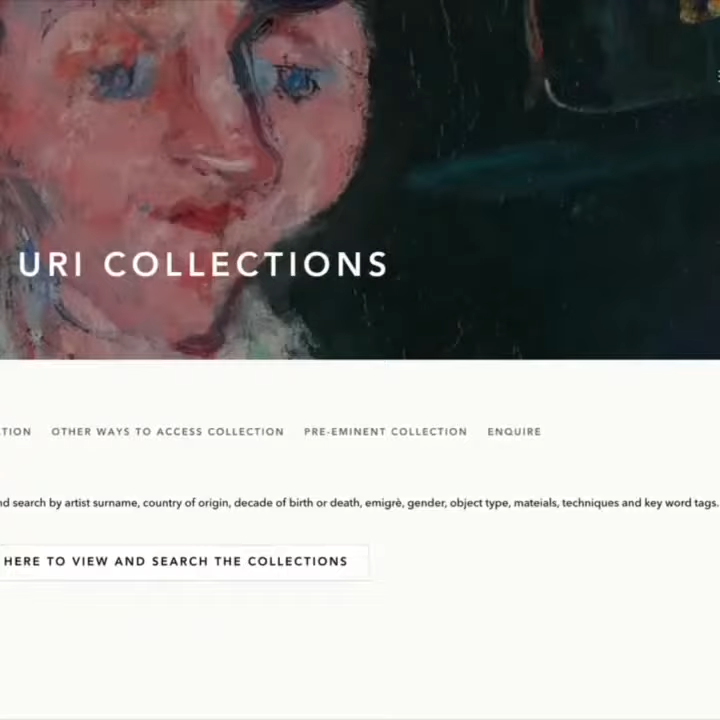 URI COLLECTIONS
TION OTHER WAYS TO ACCESS COLLECTION PRE-EMINENT COLLECTION ENQUIRE
nd search by artist surname, country of origin, decade of birth or death, emigrè, gender, object type, mateials, techniques and key word tags.
HERE TO VIEW AND SEARCH THE COLLECTIONS